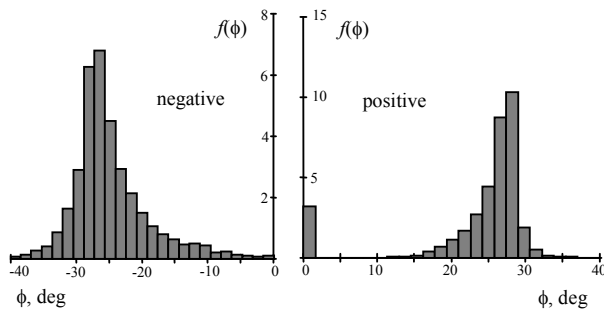 f(ϕ)
8
6
4
2
negative
-40
-30
-20
-10
0
ϕ, deg
f(ϕ)
15
10
5
positive
0
10
20
30
40
ϕ, deg